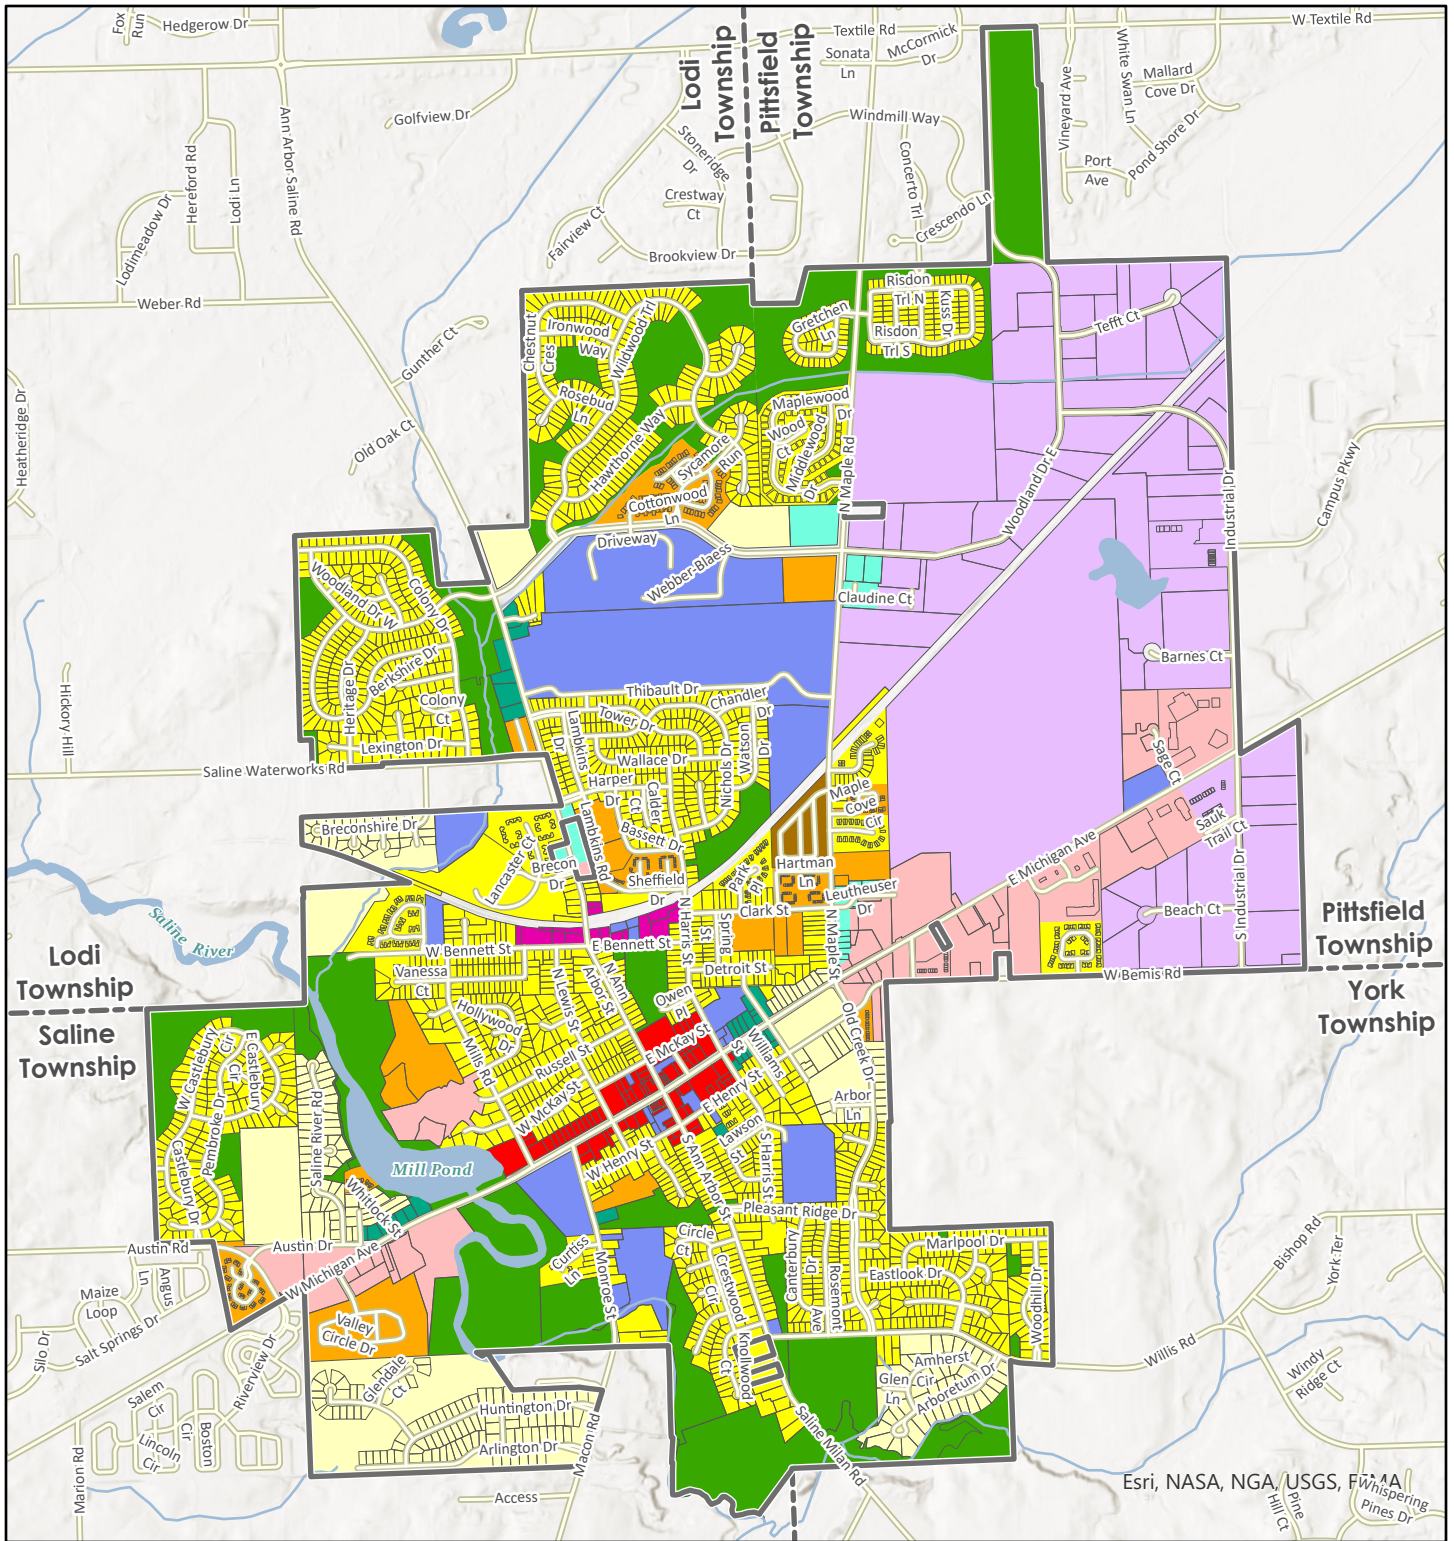 Fox
Run
Hedgerow Dr
W Textile Rd
Textile Rd
McCormick
Dr
Sonata
Ln
Lodi
Township
Pittsfield
Township
White Swan Ln
Mallard
Cove Dr
Vineyard Ave
Pond Shore Dr
Port
Ave
Golfview Dr
Ann Arbor Saline Rd
Stoneridge
Dr
Windmill Way
Concerto Trl
Crescendo Ln
Crestway
Ct
Hereford Rd
Lodi Ln
Lodimeadow Dr
Fairview Ct
Brookview Dr
Weber Rd
Gunther Ct
Old Oak Ct
Heatheridge Dr
Chestnut
Cres
Ironwood
Way
Wildwood Trl
Rosebud
Ln
Hawthorne Way
Gretchen
Ln
Risdon
Trl N
Kuss Dr
Risdon
Trl S
Tefft Ct
Maplewood
Dr
Wood
Ct
Middlewood
Dr
N Maple Rd
Sycamore
Run
Cottonwood
Ln
Driveway
Webber-Blaess
Woodland Dr E
Industrial Dr
Campus Pkwy
Claudine Ct
Barnes Ct
Woodland Dr W
Colony Dr
Berkshire Dr
Heritage Dr
Colony
Ct
Lexington Dr
Hickory Hill
Saline Waterworks Rd
Thibault Dr
Chandler
Dr
Tower Dr
Lambkins
Dr
Wallace Dr
Watson
Dr
Nichols Dr
Harper
Dr
Calder
Ct
Bassett Dr
Lambkins Rd
Sheffield
Dr
Breconshire Dr
Lancaster Ct
Brecon
Dr
Maple
Cove
Cir
Hartman
Ln
Park
Pl
Leutheuser
Dr
Clark St
Sage Ct
Sauk
Trail Ct
E Michigan Ave
Beach Ct
S Industrial Dr
W Bemis Rd
Pittsfield
Township
York
Township
Saline River
Lodi
Township
Saline
Township
W Bennett St
E Bennett St
N Harris St
Spring
St
N Maple St
Detroit St
Vanessa
Ct
N Lewis St
N Ann
Arbor St
Owen
Pl
E McKay St
Hollywood
Dr
Mills Rd
Russell St
W McKay St
Williams
St
Old Creek Dr
Arbor
Ln
E Henry St
W Henry St
Lawson
St
S Harris St
S Ann Arbor St
Pleasant Ridge Dr
W Castlebury
Cir
E Castlebury
Cir
Pembroke Dr
Castlebury Dr
Saline River Rd
Mill Pond
Whitlock St
Austin Rd
Austin Dr
W Michigan Ave
Angus
Ln
Maize
Loop
Salt Springs Dr
Silo Dr
Riverview Dr
Valley
Circle Dr
Curtiss
Ln
Monroe St
Circle
Ct
Crestwood
Cir
Canterbury
Dr
Rosemont
Ave
Knollwood
Ct
Marlpool Dr
Eastlook Dr
Woodhill Dr
Amherst
Cir
Glen
Ln
Arboretum Dr
Willis Rd
Bishop Rd
York Ter
Windy
Ridge Ct
Salem
Cir
Lincoln
Cir
Boston
Cir
Marion Rd
Glendale
Ct
Huntington Dr
Arlington Dr
Macon Rd
Access
Saline Milan Rd
Esri, NASA, NGA, USGS, FEMA
Whispering
Pines Dr
Pine
Hill Ct